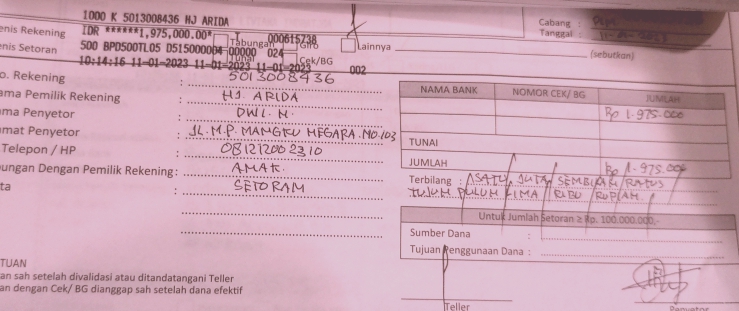 1000 K 5013008436 HJ ARIDA
IDR ******1,975,000.00* T 000615738
500 BPD500TL05 D515000004 00000 024
10:14:16 11-01-2023 11-01-2023 11-01-2023 002
Cabang :
Tanggal : 11-01-2023
enis Rekening
Tabungan Giro Lainnya
(sebutkan)
enis Setoran
Tunai Cek/BG
o. Rekening : 5013008436
ama Pemilik Rekening : HJ ARIDA
ama Penyetor : DWI. N.
amat Penyetor : JL. M.P. MANGKU NEGARA. NO. 103
Telepon / HP : 081212002310
ungan Dengan Pemilik Rekening : ANAK.
ta : SETORAN
NAMA BANK NOMOR CEK/ BG JUMLAH
Rp 1.975.000
TUNAI
JUMLAH Rp 1.975.000
Terbilang : SATU JUTA SEMBILAN RATUS
TUJUH PULUH LIMA RIBU RUPIAH
Untuk Jumlah Setoran ≥ Rp. 100.000.000,-
Sumber Dana :
Tujuan Penggunaan Dana :
TUAN
an sah setelah divalidasi atau ditandatangani Teller
an dengan Cek/ BG dianggap sah setelah dana efektif
Teller
Penyetor